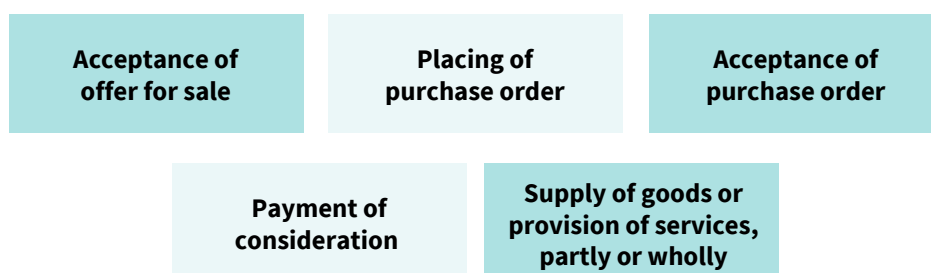 Acceptance of
offer for sale
Placing of
purchase order
Acceptance of
purchase order
Payment of
consideration
Supply of goods or
provision of services,
partly or wholly